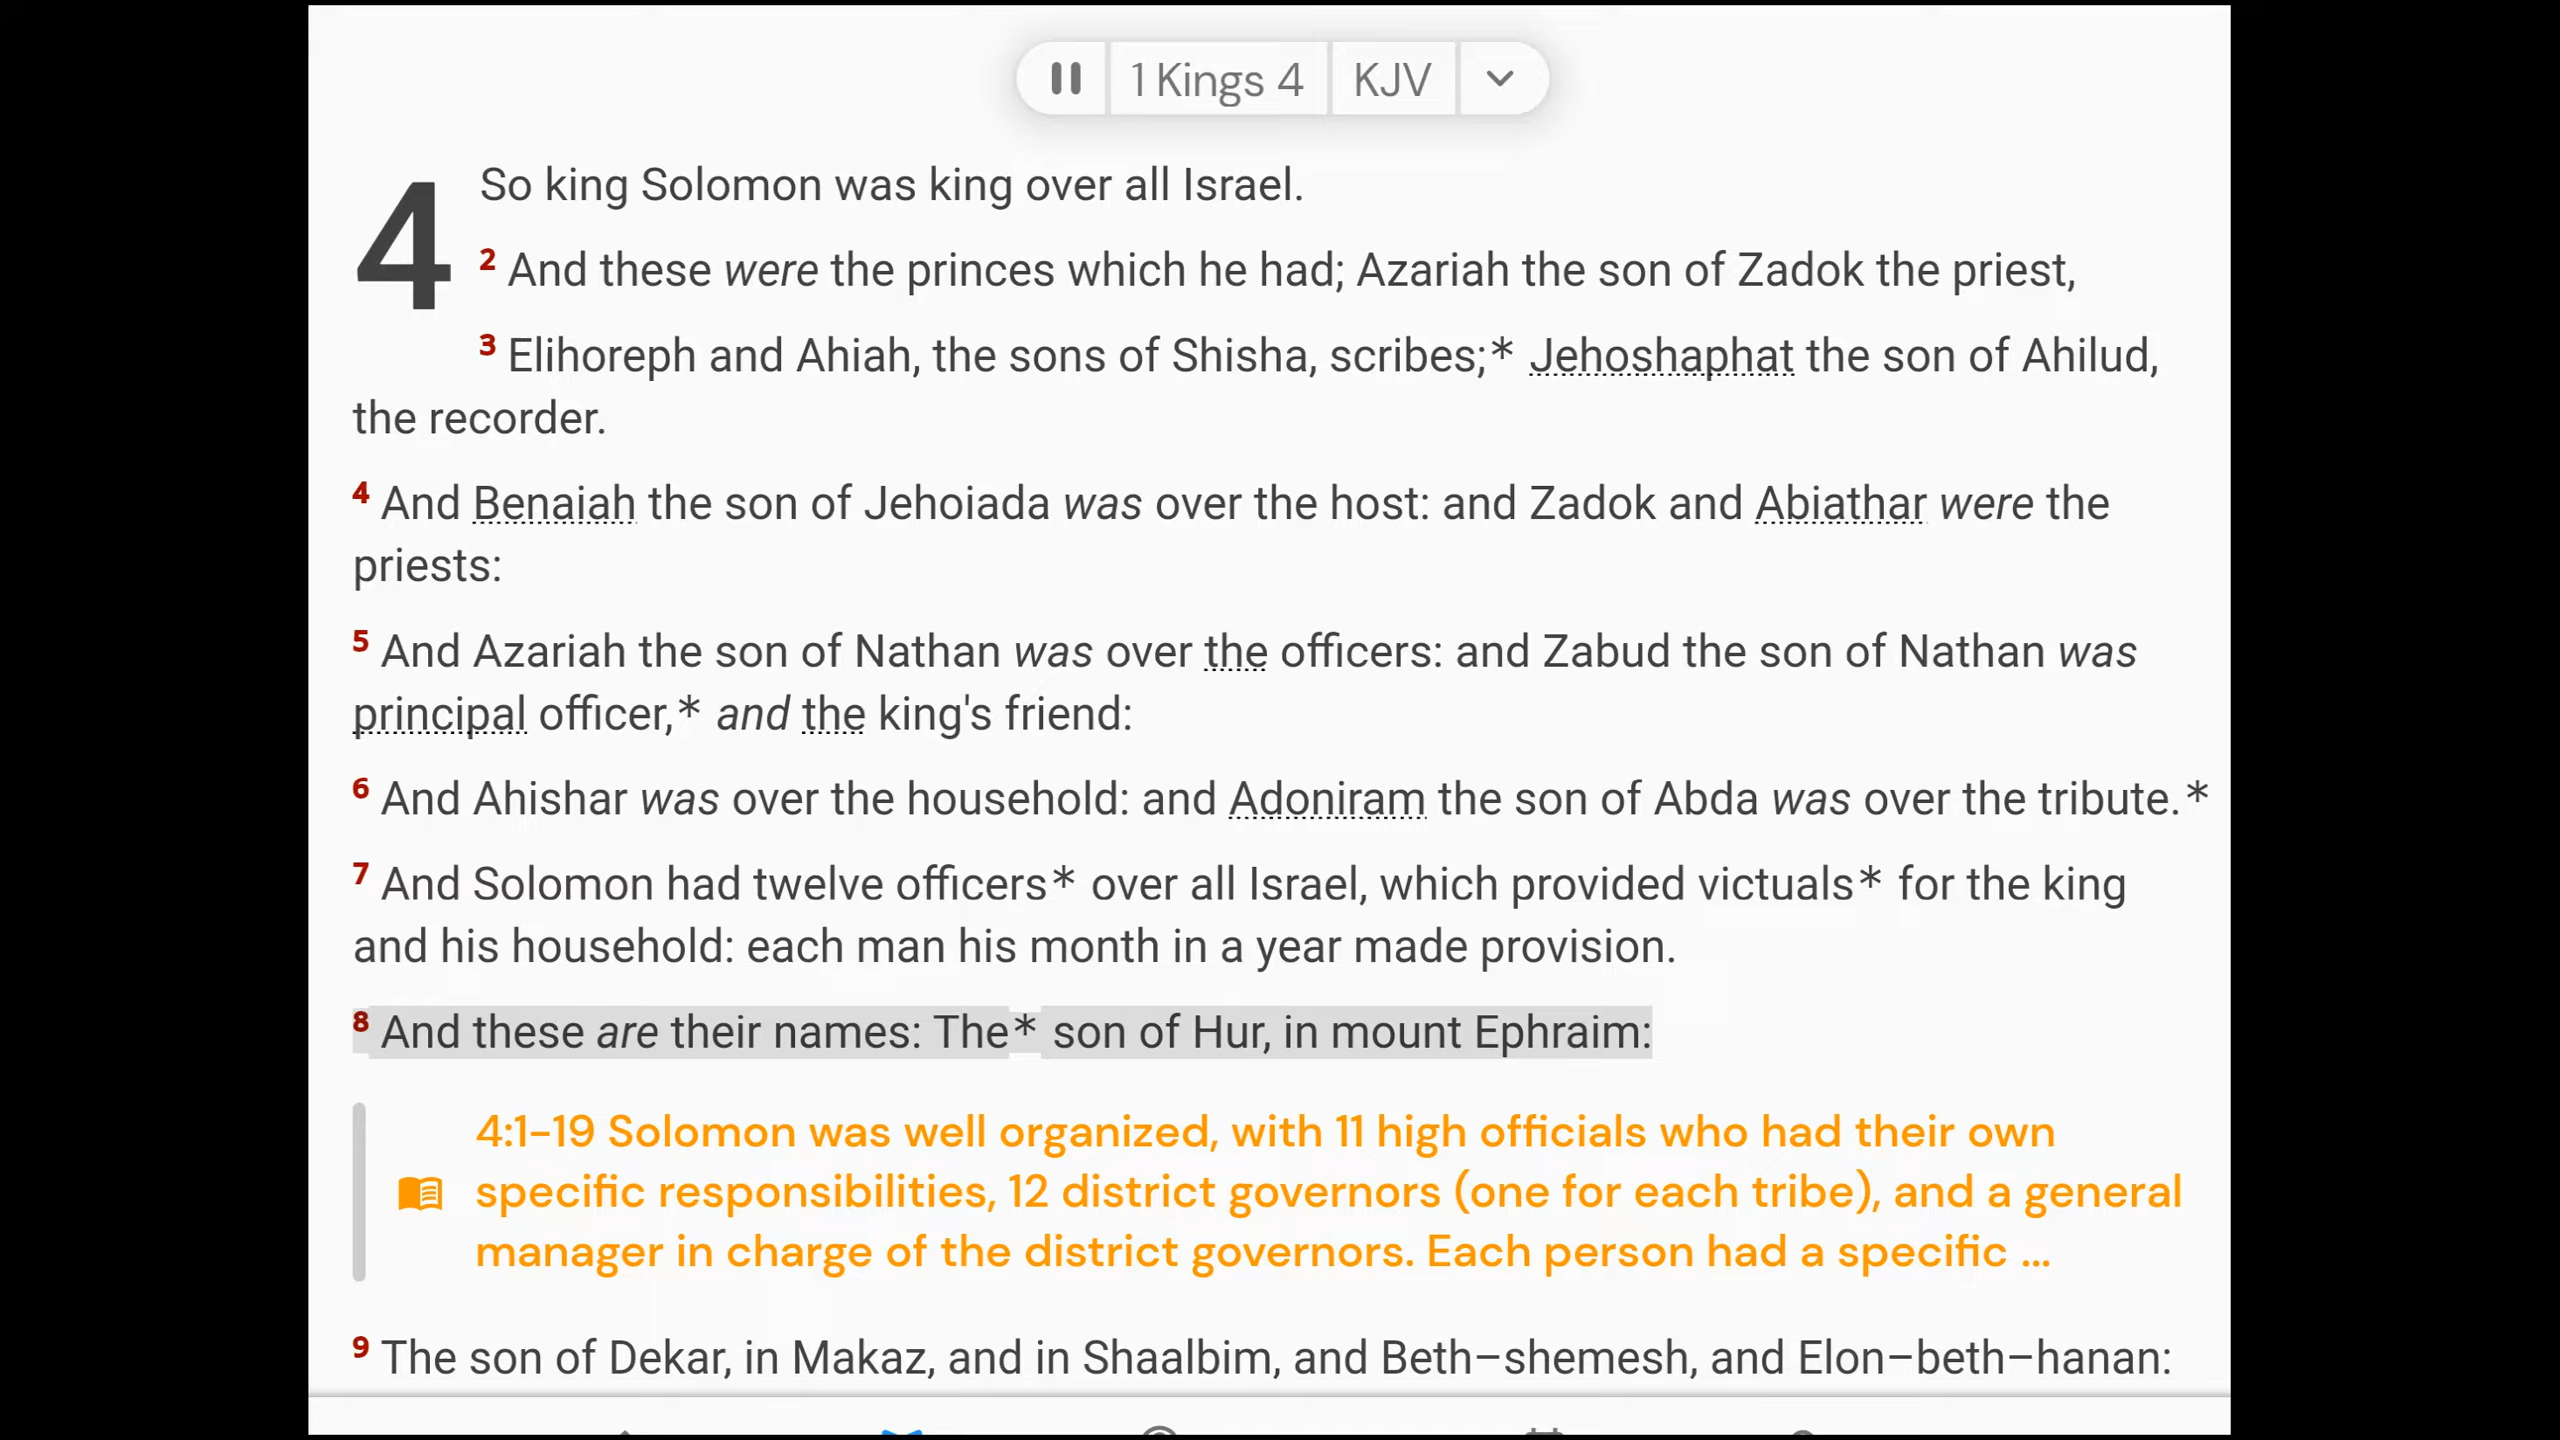 1 Kings 4 KJV
4 So king Solomon was king over all Israel.
2 And these were the princes which he had; Azariah the son of Zadok the priest,
3 Elihoreph and Ahiah, the sons of Shisha, scribes;* Jehoshaphat the son of Ahilud,
the recorder.
4 And Benaiah the son of Jehoiada was over the host: and Zadok and Abiathar were the
priests:
5 And Azariah the son of Nathan was over the officers: and Zabud the son of Nathan was
principal officer,* and the king's friend:
6 And Ahishar was over the household: and Adoniram the son of Abda was over the tribute.*
7 And Solomon had twelve officers* over all Israel, which provided victuals* for the king
and his household: each man his month in a year made provision.
8 And these are their names: The* son of Hur, in mount Ephraim:
4:1–19 Solomon was well organized, with 11 high officials who had their own
specific responsibilities, 12 district governors (one for each tribe), and a general
manager in charge of the district governors. Each person had a specific ...
9 The son of Dekar, in Makaz, and in Shaalbim, and Beth–shemesh, and Elon–beth–hanan: